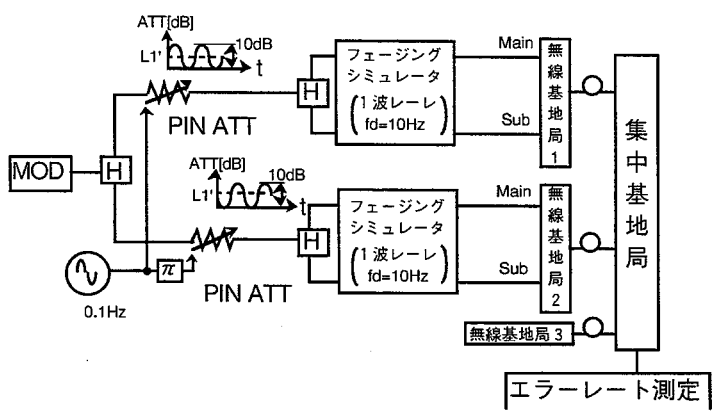 ATT[dB]
10dB
L1'
t
PIN ATT
H
フェージング
シミュレータ
(1波レーレ
fd=10Hz)
Main
Sub
無線基地局1
集中基地局
MOD
H
ATT[dB]
10dB
L1'
t
PIN ATT
H
フェージング
シミュレータ
(1波レーレ
fd=10Hz)
Main
Sub
無線基地局2
π
0.1Hz
無線基地局3
エラーレート測定